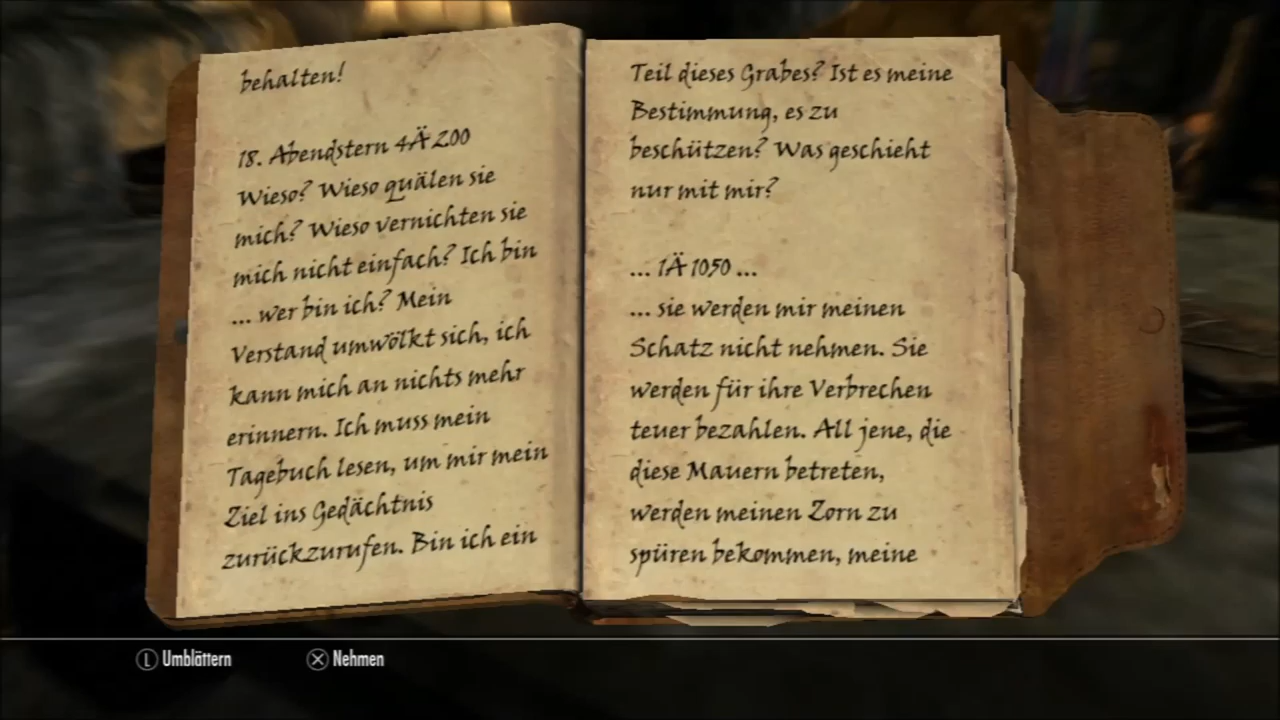 behalten!
18. Abendstern 4Ä 200
Wieso? Wieso quälen sie
mich? Wieso vernichten sie
mich nicht einfach? Ich bin
... wer bin ich? Mein
Verstand umwölkt sich, ich
kann mich an nichts mehr
erinnern. Ich muss mein
Tagebuch lesen, um mir mein
Ziel ins Gedächtnis
zurückzurufen. Bin ich ein
Teil dieses Grabes? Ist es meine
Bestimmung, es zu
beschützen? Was geschieht
nur mit mir?
... 1Ä 1050 ...
... sie werden mir meinen
Schatz nicht nehmen. Sie
werden für ihre Verbrechen
teuer bezahlen. All jene, die
diese Mauern betreten,
werden meinen Zorn zu
spüren bekommen, meine
L Umblättern
X Nehmen